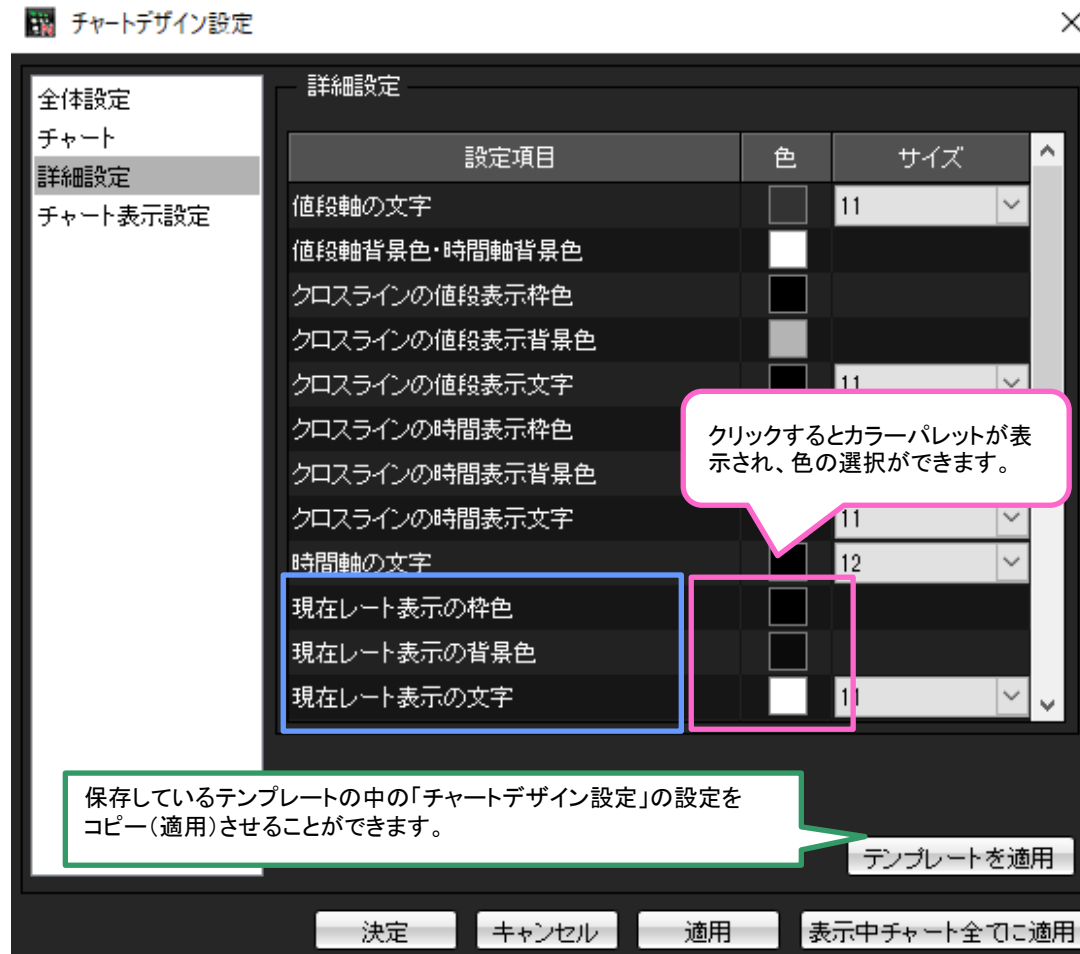 チャートデザイン設定
全体設定
チャート
詳細設定
チャート表示設定
詳細設定
設定項目 色 サイズ
値段軸の文字 11
値段軸背景色・時間軸背景色
クロスラインの値段表示枠色
クロスラインの値段表示背景色
クロスラインの値段表示文字 11
クロスラインの時間表示枠色
クロスラインの時間表示背景色
クロスラインの時間表示文字 11
時間軸の文字 12
現在レート表示の枠色
現在レート表示の背景色
現在レート表示の文字 11
クリックするとカラーパレットが表
示され、色の選択ができます。
保存しているテンプレートの中の「チャートデザイン設定」の設定を
コピー（適用）させることができます。
テンプレートを適用
決定 キャンセル 適用 表示中チャート全てに適用